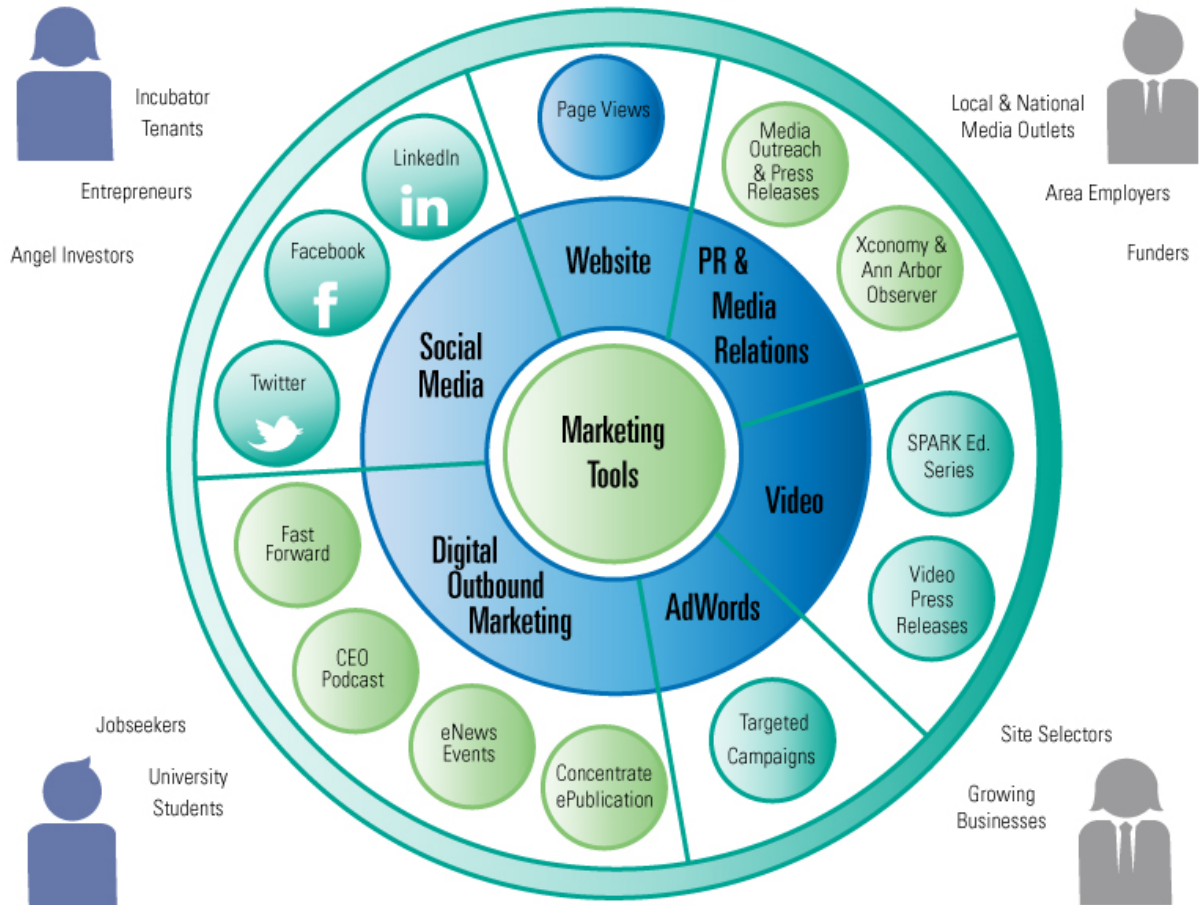 Incubator
Tenants
Entrepreneurs
Angel Investors
Local & National
Media Outlets
Area Employers
Funders
Page Views
Media
Outreach
& Press
Releases
Xconomy &
Ann Arbor
Observer
LinkedIn
in
Facebook
f
Twitter
Website
PR &
Media
Relations
Social
Media
Marketing
Tools
Video
SPARK Ed.
Series
Video
Press
Releases
AdWords
Targeted
Campaigns
Digital
Outbound
Marketing
Fast
Forward
CEO
Podcast
eNews
Events
Concentrate
ePublication
Jobseekers
University
Students
Site Selectors
Growing
Businesses